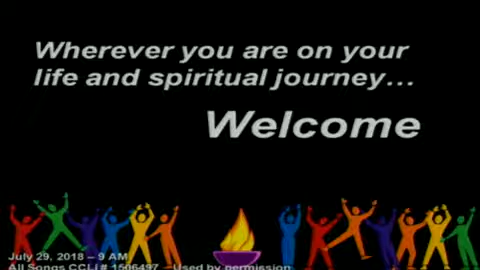 Wherever you are on your
life and spiritual journey...
Welcome
July 29, 2018 – 9 AM
All Songs CCLI # 1506497 Used by permission